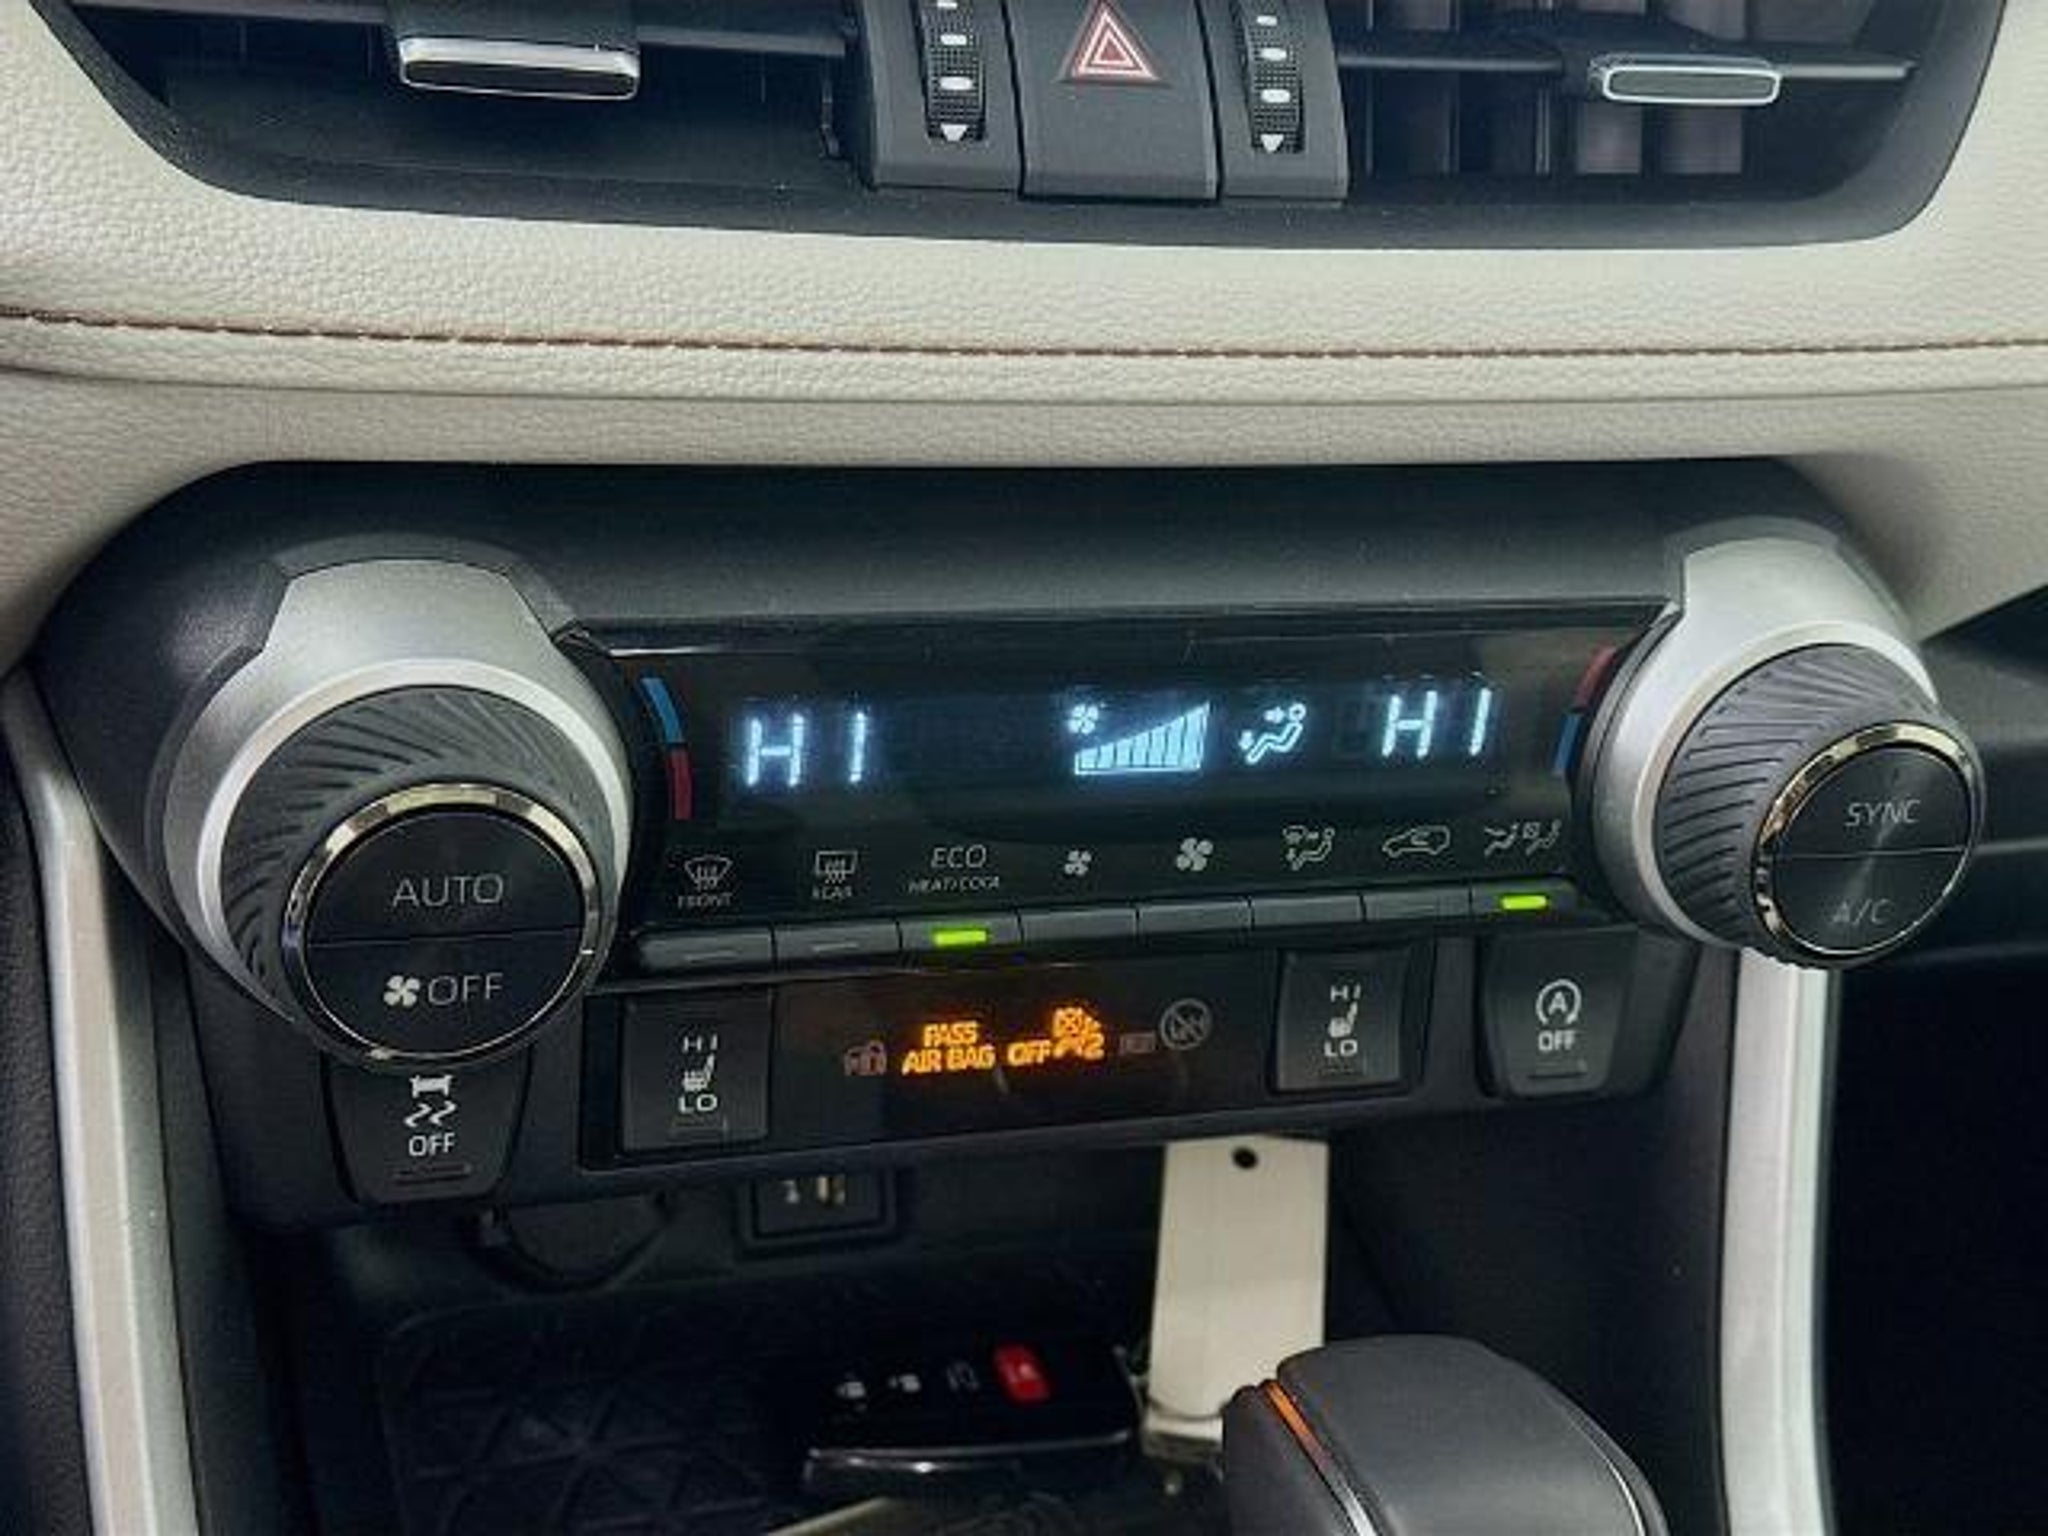 HI HI
FRONT
REAR
ECO
HEAT/COOL
SYNC
A/C
AUTO
OFF
OFF
HI
LO
PASS
AIR BAG OFF 2
HI
LO
A
OFF